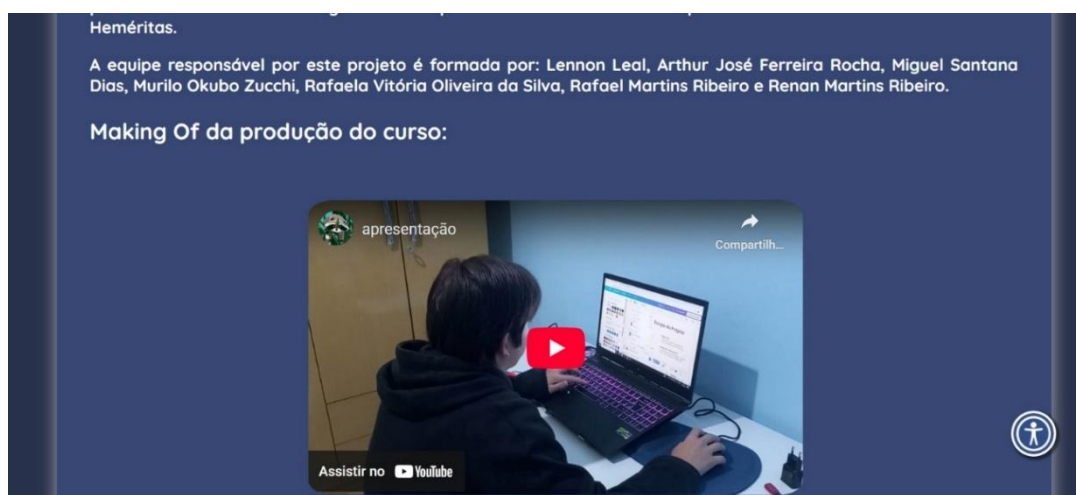 Heméritas.
A equipe responsável por este projeto é formada por: Lennon Leal, Arthur José Ferreira Rocha, Miguel Santana
Dias, Murilo Okubo Zucchi, Rafaela Vitória Oliveira da Silva, Rafael Martins Ribeiro e Renan Martins Ribeiro.
Making Of da produção do curso:
apresentação
Compartilh...
Assistir no YouTube